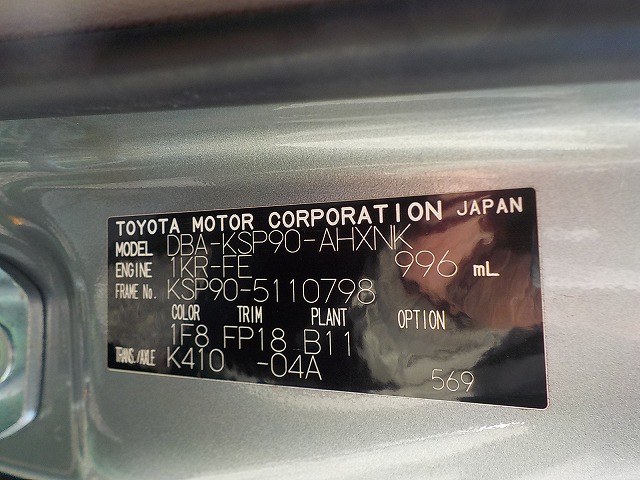 TOYOTA MOTOR CORPORATION JAPAN
MODEL DBA-KSP90-AHXNK
ENGINE 1KR-FE 996 mL
FRAME No. KSP90-5110798
COLOR TRIM PLANT OPTION
1F8 FP18 B11
TRANS./AXLE K410 -04A
569